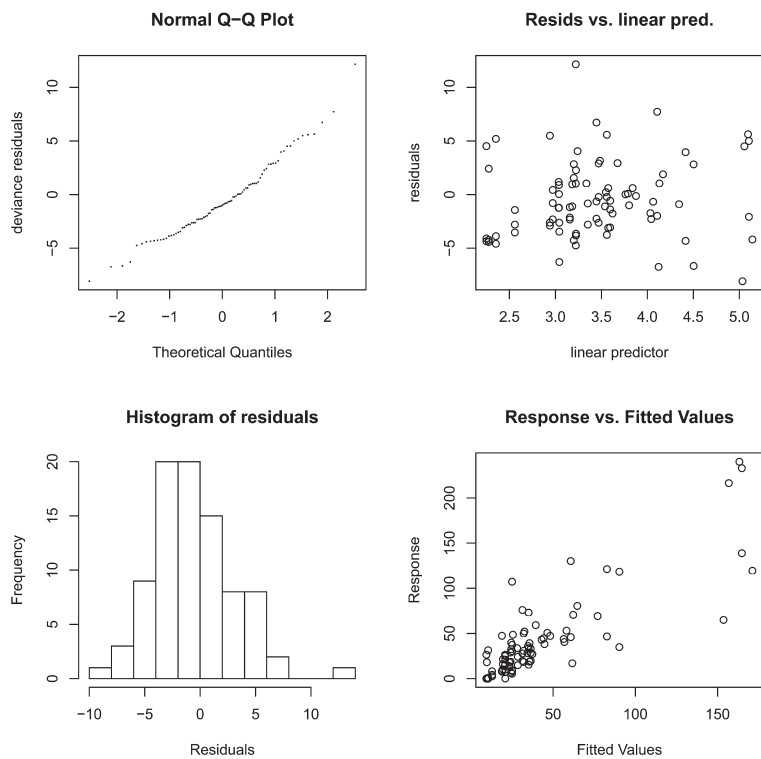 Normal Q−Q Plot
deviance residuals
10
5
0
−5
−2 −1 0 1 2
Theoretical Quantiles
Resids vs. linear pred.
residuals
10
5
0
−5
2.5 3.0 3.5 4.0 4.5 5.0
linear predictor
Histogram of residuals
Frequency
20
15
10
5
0
−10 −5 0 5 10
Residuals
Response vs. Fitted Values
Response
200
150
100
50
0
50 100 150
Fitted Values